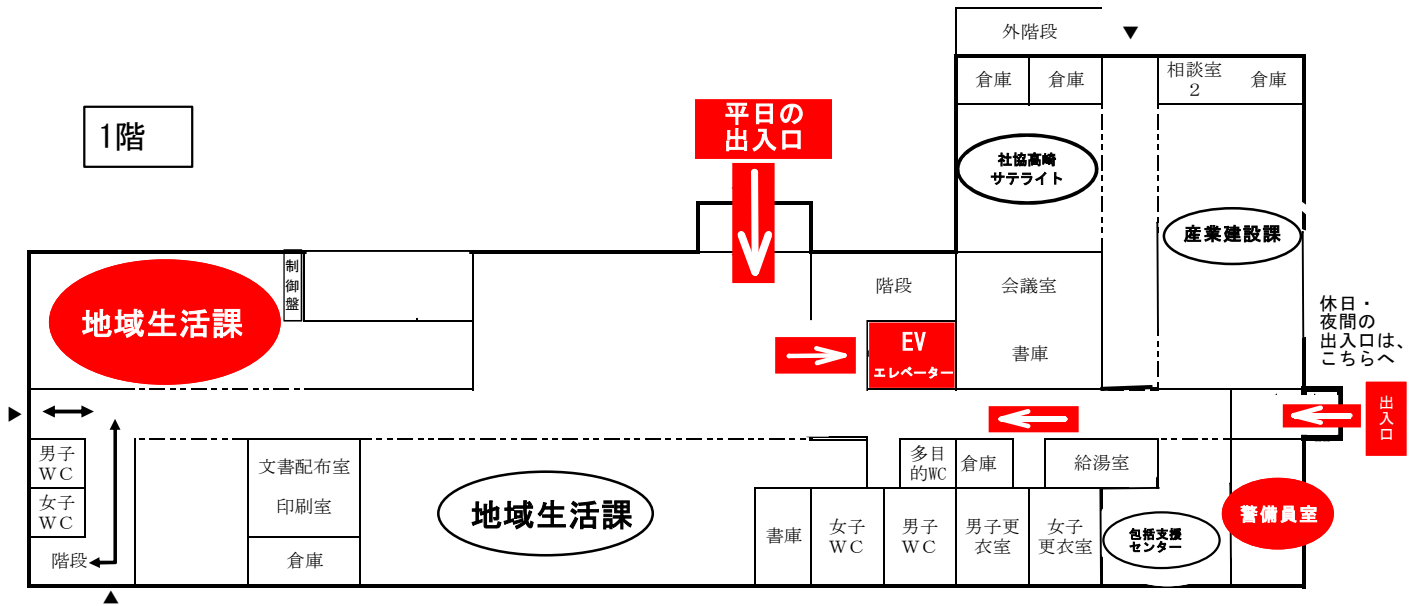 外階段
倉庫
倉庫
相談室
2
倉庫
1階
平日の
出入口
社協高崎
サテライト
産業建設課
制
御
盤
地域生活課
階段
会議室
休日・
夜間の
出入口は、
こちらへ
EV
エレベーター
書庫
出
入
口
男子
WC
女子
WC
階段
文書配布室
印刷室
倉庫
地域生活課
多目
的WC
倉庫
給湯室
書庫
女子
WC
男子
WC
男子更
衣室
女子
更衣室
包括支援
センター
警備員室